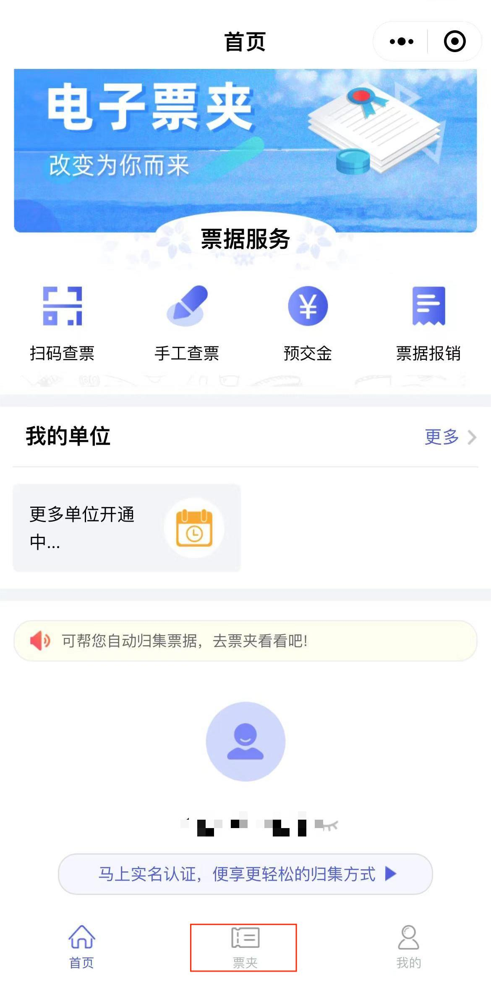 首页
电子票夹
改变为你而来
票据服务
扫码查票
手工查票
预交金
票据报销
我的单位
更多
更多单位开通
中...
可帮您自动归集票据，去票夹看看吧!
马上实名认证，便享更轻松的归集方式
首页
票夹
我的